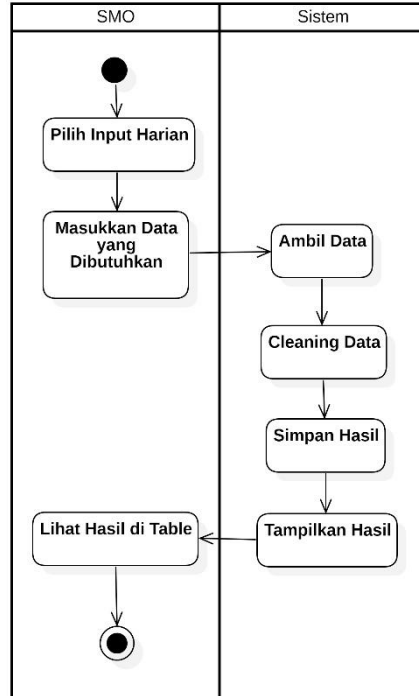 SMO
Sistem
Pilih Input Harian
Masukkan Data
yang
Dibutuhkan
Ambil Data
Cleaning Data
Simpan Hasil
Tampilkan Hasil
Lihat Hasil di Table